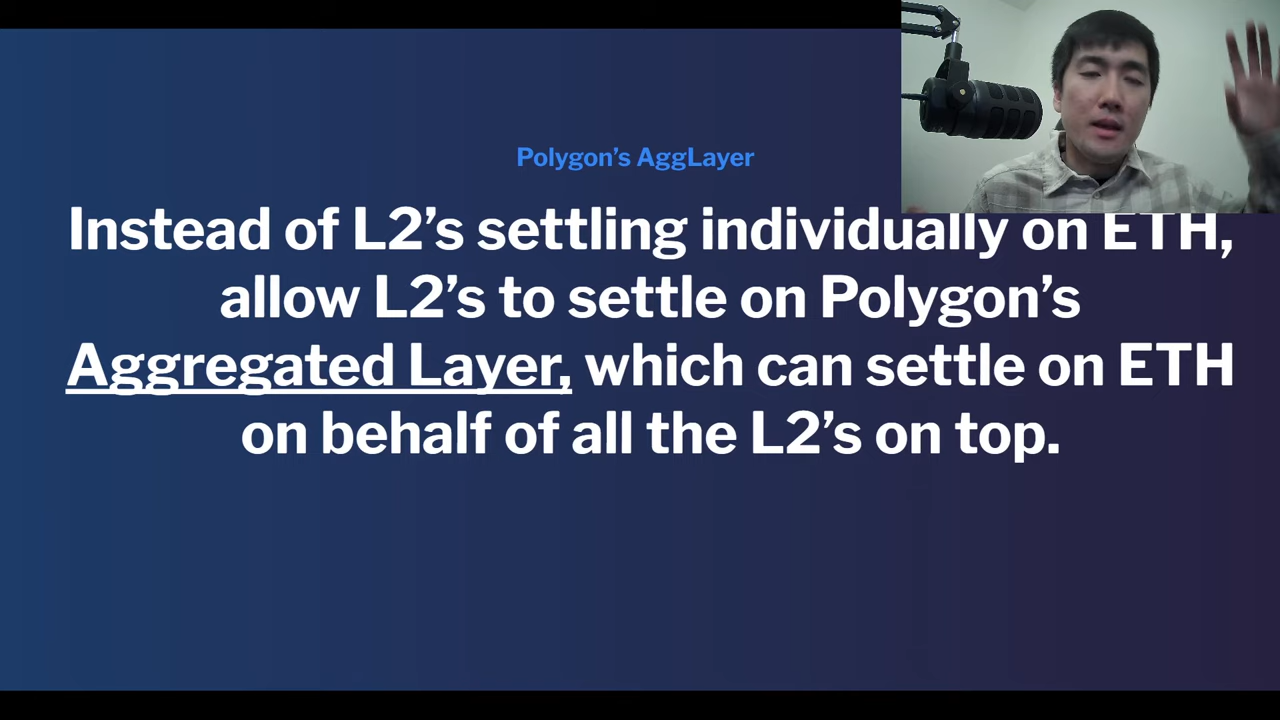 Polygon’s AggLayer
Instead of L2’s settling individually on ETH,
allow L2’s to settle on Polygon’s
Aggregated Layer, which can settle on ETH
on behalf of all the L2’s on top.